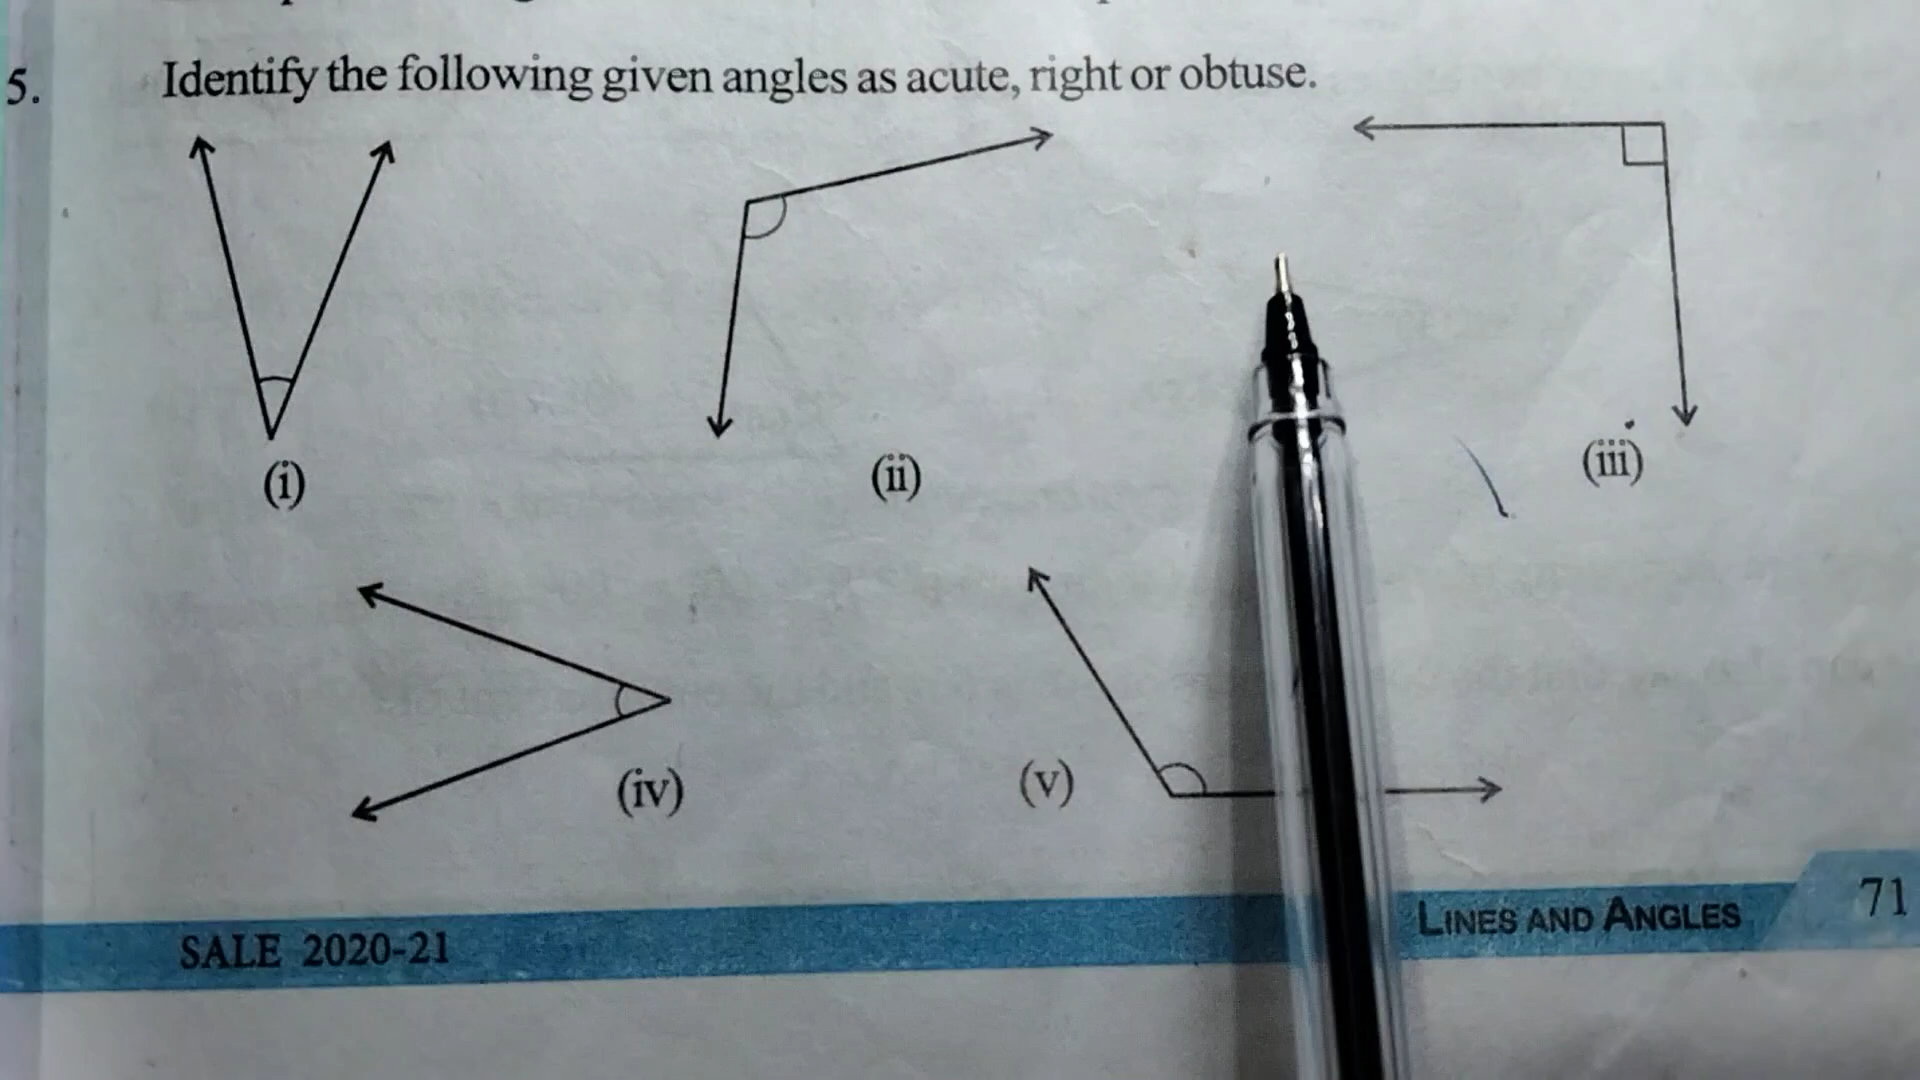 5. Identify the following given angles as acute, right or obtuse.
(i)
(ii)
(iii)
(iv)
(v)
LINES AND ANGLES 71
SALE 2020-21